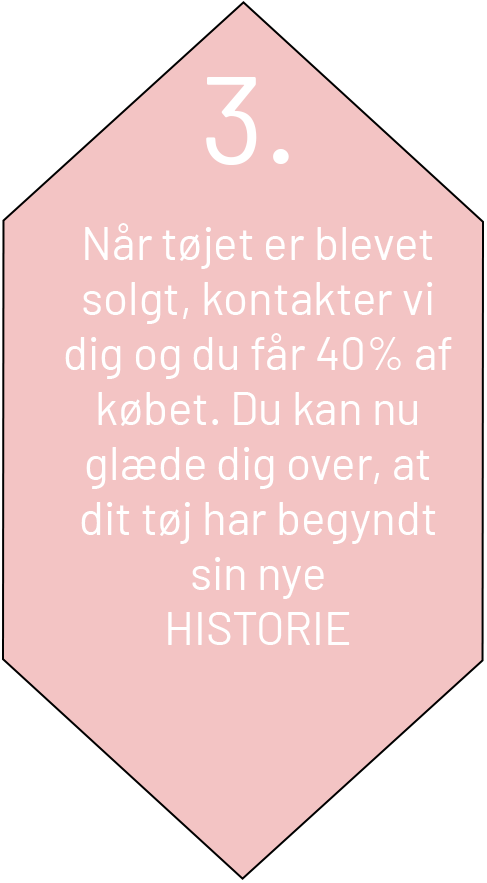 3.
Når tøjet er blevet
solgt, kontakter vi
dig og du får 40% af
købet. Du kan nu
glæde dig over, at
dit tøj har begyndt
sin nye
HISTORIE